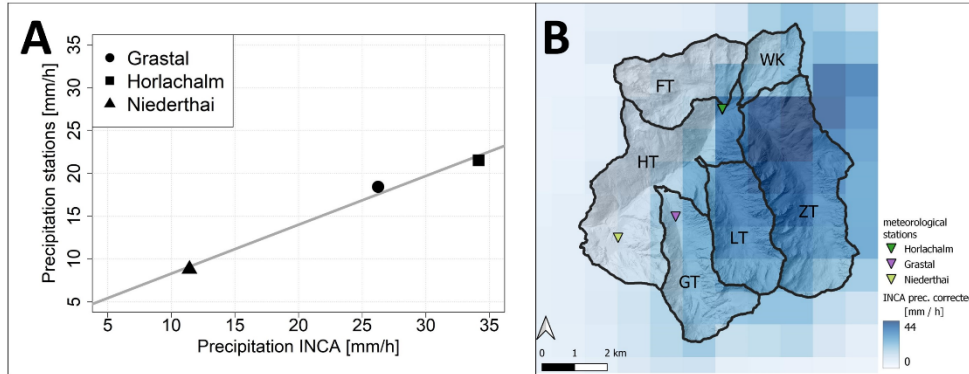 A
Grastal
Horlachalm
Niederthai
Precipitation stations [mm/h]
35
30
25
20
15
10
5
5
10
15
20
25
30
35
Precipitation INCA [mm/h]
B
WK
FT
HT
ZT
LT
GT
meteorological
stations
Horlachalm
Grastal
Niederthai
INCA prec. corrected
[mm / h]
44
0
0 1 2 km